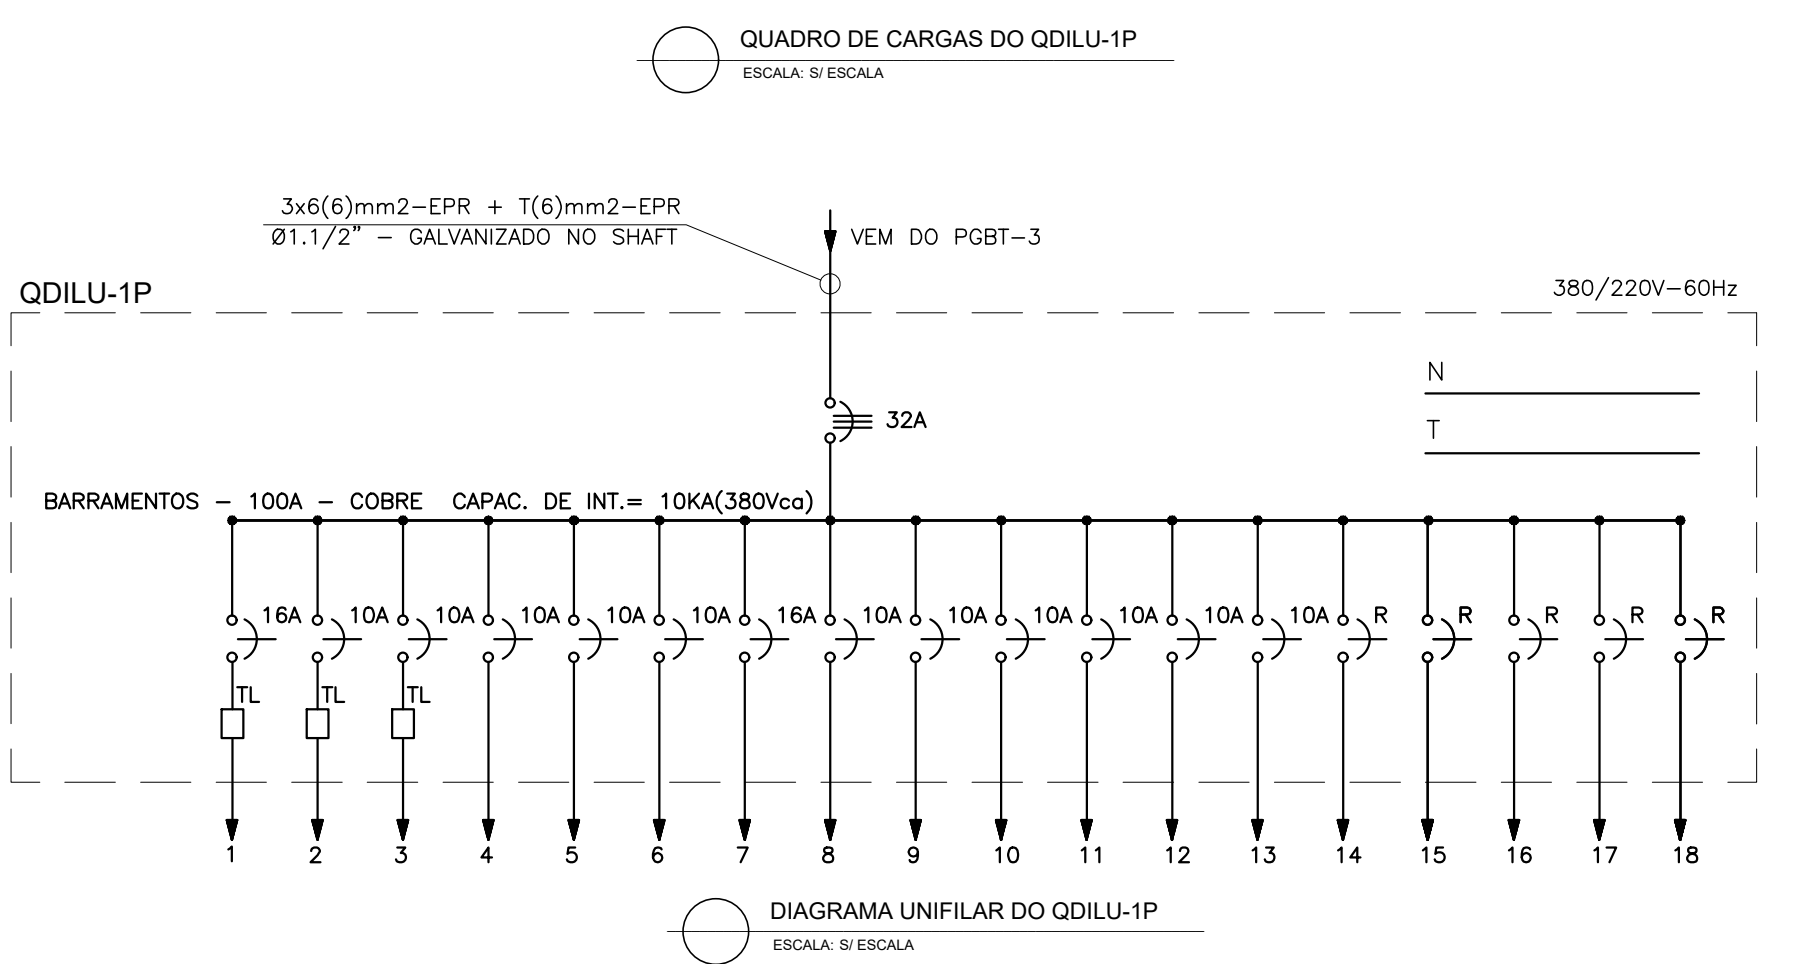 QUADRO DE CARGAS DO QDILU-1P
ESCALA: S/ ESCALA
3x6(6)mm2-EPR + T(6)mm2-EPR
Ø1.1/2" - GALVANIZADO NO SHAFT
VEM DO PGBT-3
QDILU-1P
380/220V-60Hz
N
32A
T
BARRAMENTOS - 100A - COBRE CAPAC. DE INT.= 10KA(380Vca)
16A 10A 10A 10A 10A 10A 16A 10A 10A 10A 10A 10A 10A R R R R R
TL TL TL
1 2 3 4 5 6 7 8 9 10 11 12 13 14 15 16 17 18
DIAGRAMA UNIFILAR DO QDILU-1P
ESCALA: S/ ESCALA